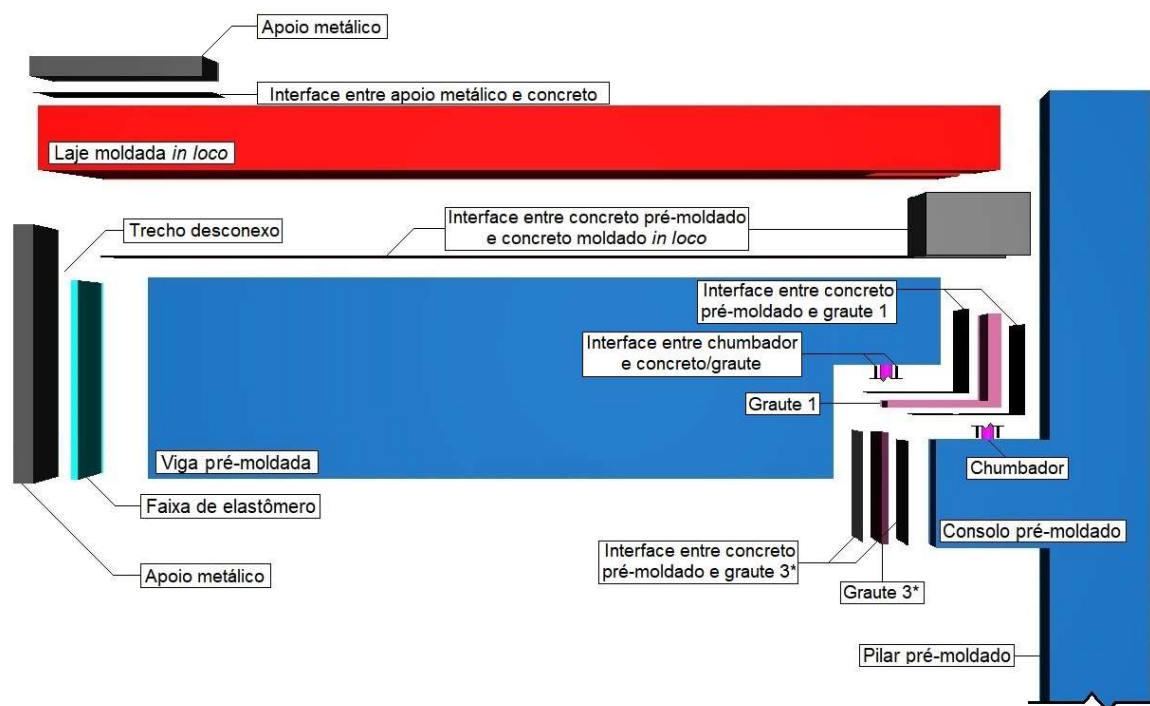 Apoio metálico
Interface entre apoio metálico e concreto
Laje moldada in loco
Interface entre concreto pré-moldado
e concreto moldado in loco
Trecho desconexo
Interface entre concreto
pré-moldado e graute 1
Interface entre chumbador
e concreto/graute
Graute 1
Viga pré-moldada
Chumbador
Faixa de elastômero
Consolo pré-moldado
Interface entre concreto
pré-moldado e graute 3*
Apoio metálico
Graute 3*
Pilar pré-moldado